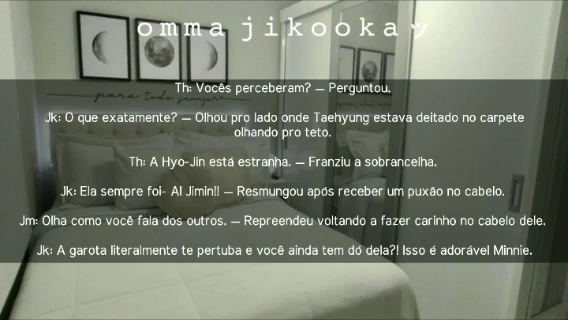 omma jikookay
para todo sempre
Th: Vocês perceberam? — Perguntou.
Jk: O que exatamente? — Olhou pro lado onde Taehyung estava deitado no carpete
olhando pro teto.
Th: A Hyo-Jin está estranha. — Franziu a sobrancelha.
Jk: Ela sempre foi- AI Jimin!! — Resmungou após receber um puxão no cabelo.
Jm: Olha como você fala dos outros. — Repreendeu voltando a fazer carinho no cabelo dele.
Jk: A garota literalmente te pertuba e você ainda tem dó dela?! Isso é adorável Minnie.